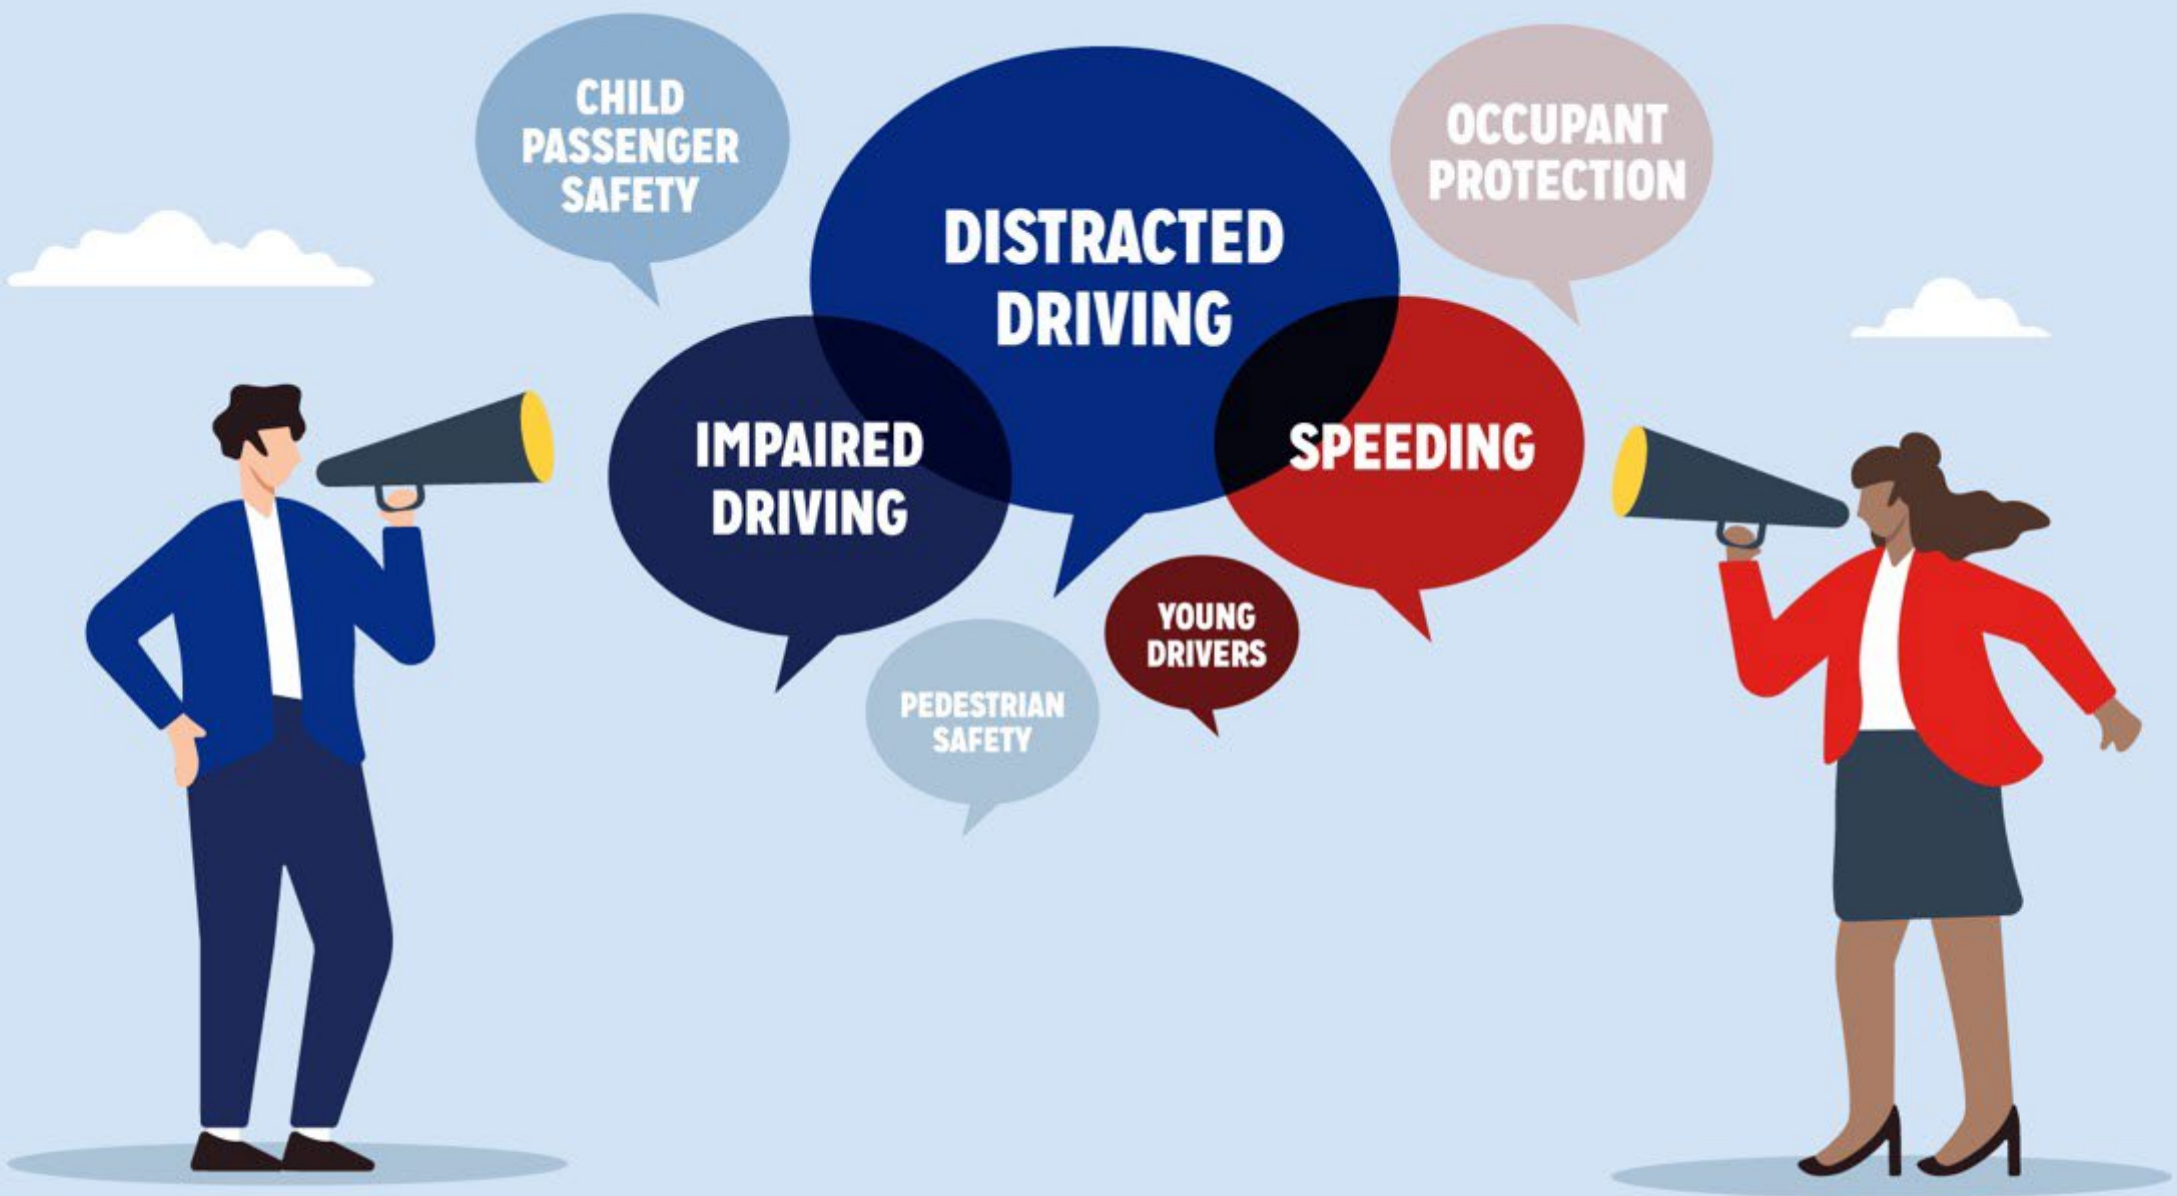 CHILD
PASSENGER
SAFETY
DISTRACTED
DRIVING
OCCUPANT
PROTECTION
IMPAIRED
DRIVING
SPEEDING
YOUNG
DRIVERS
PEDESTRIAN
SAFETY